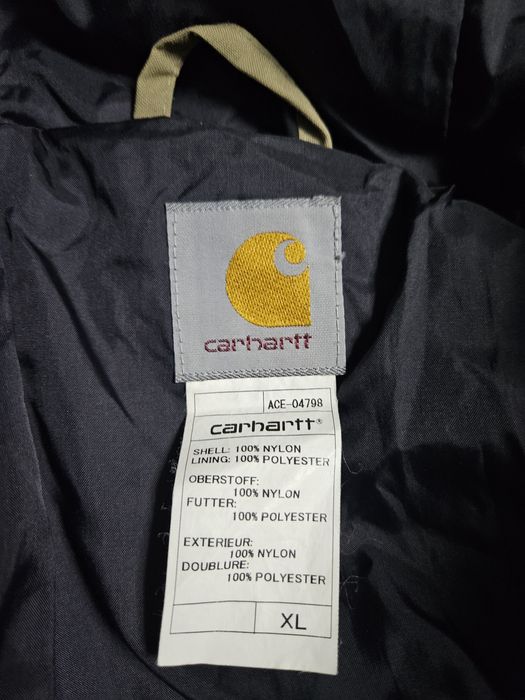 carhartt
ACE-04798
carhartt®
SHELL: 100% NYLON
LINING: 100% POLYESTER
OBERSTOFF:
100% NYLON
FUTTER:
100% POLYESTER
EXTERIEUR:
100% NYLON
DOUBLURE:
100% POLYESTER
XL